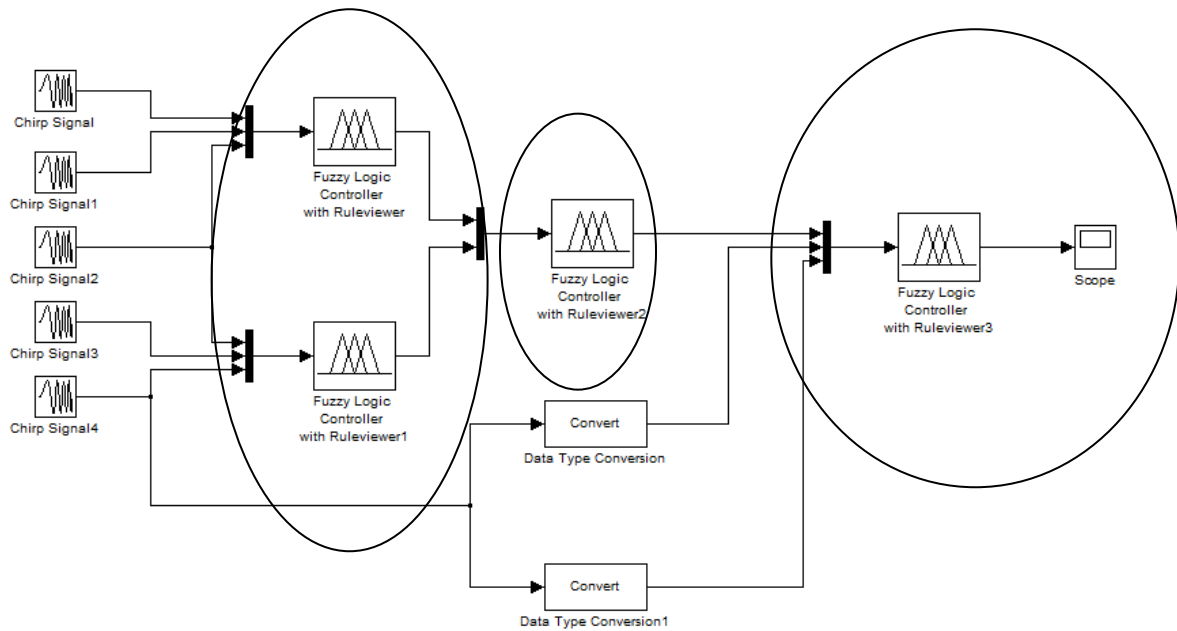 Chirp Signal
Chirp Signal1
Chirp Signal2
Chirp Signal3
Chirp Signal4
Fuzzy Logic
Controller
with Ruleviewer
Fuzzy Logic
Controller
with Ruleviewer1
Fuzzy Logic
Controller
with Ruleviewer2
Convert
Data Type Conversion
Convert
Data Type Conversion1
Fuzzy Logic
Controller
with Ruleviewer3
Scope